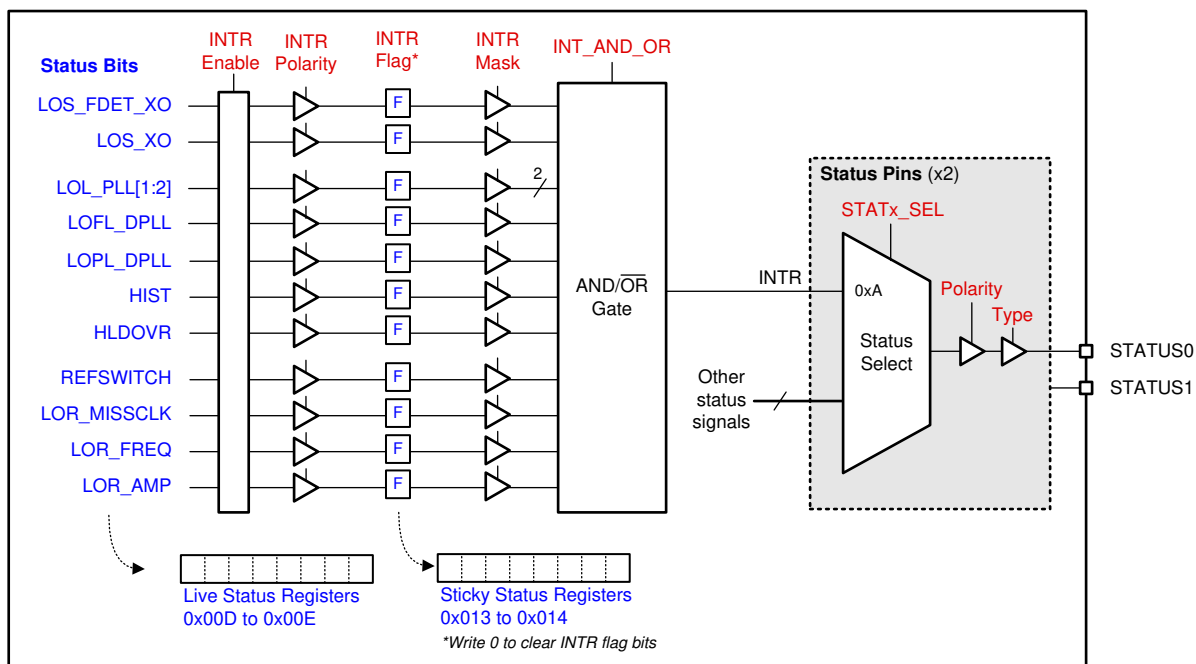 INTR
Enable
INTR
Polarity
INTR
Flag*
INTR
Mask
INT_AND_OR
Status Bits
LOS_FDET_XO
F
LOS_XO
F
LOL_PLL[1:2]
F
2
LOFL_DPLL
F
LOPL_DPLL
F
HIST
F
HLDOVR
F
REFSWITCH
F
LOR_MISSCLK
F
LOR_FREQ
F
LOR_AMP
F
AND/OR
Gate
INTR
Status Pins (x2)
STATx_SEL
0xA
Status
Select
Polarity
Type
Other
status
signals
STATUS0
STATUS1
Live Status Registers
0x00D to 0x00E
Sticky Status Registers
0x013 to 0x014
*Write 0 to clear INTR flag bits